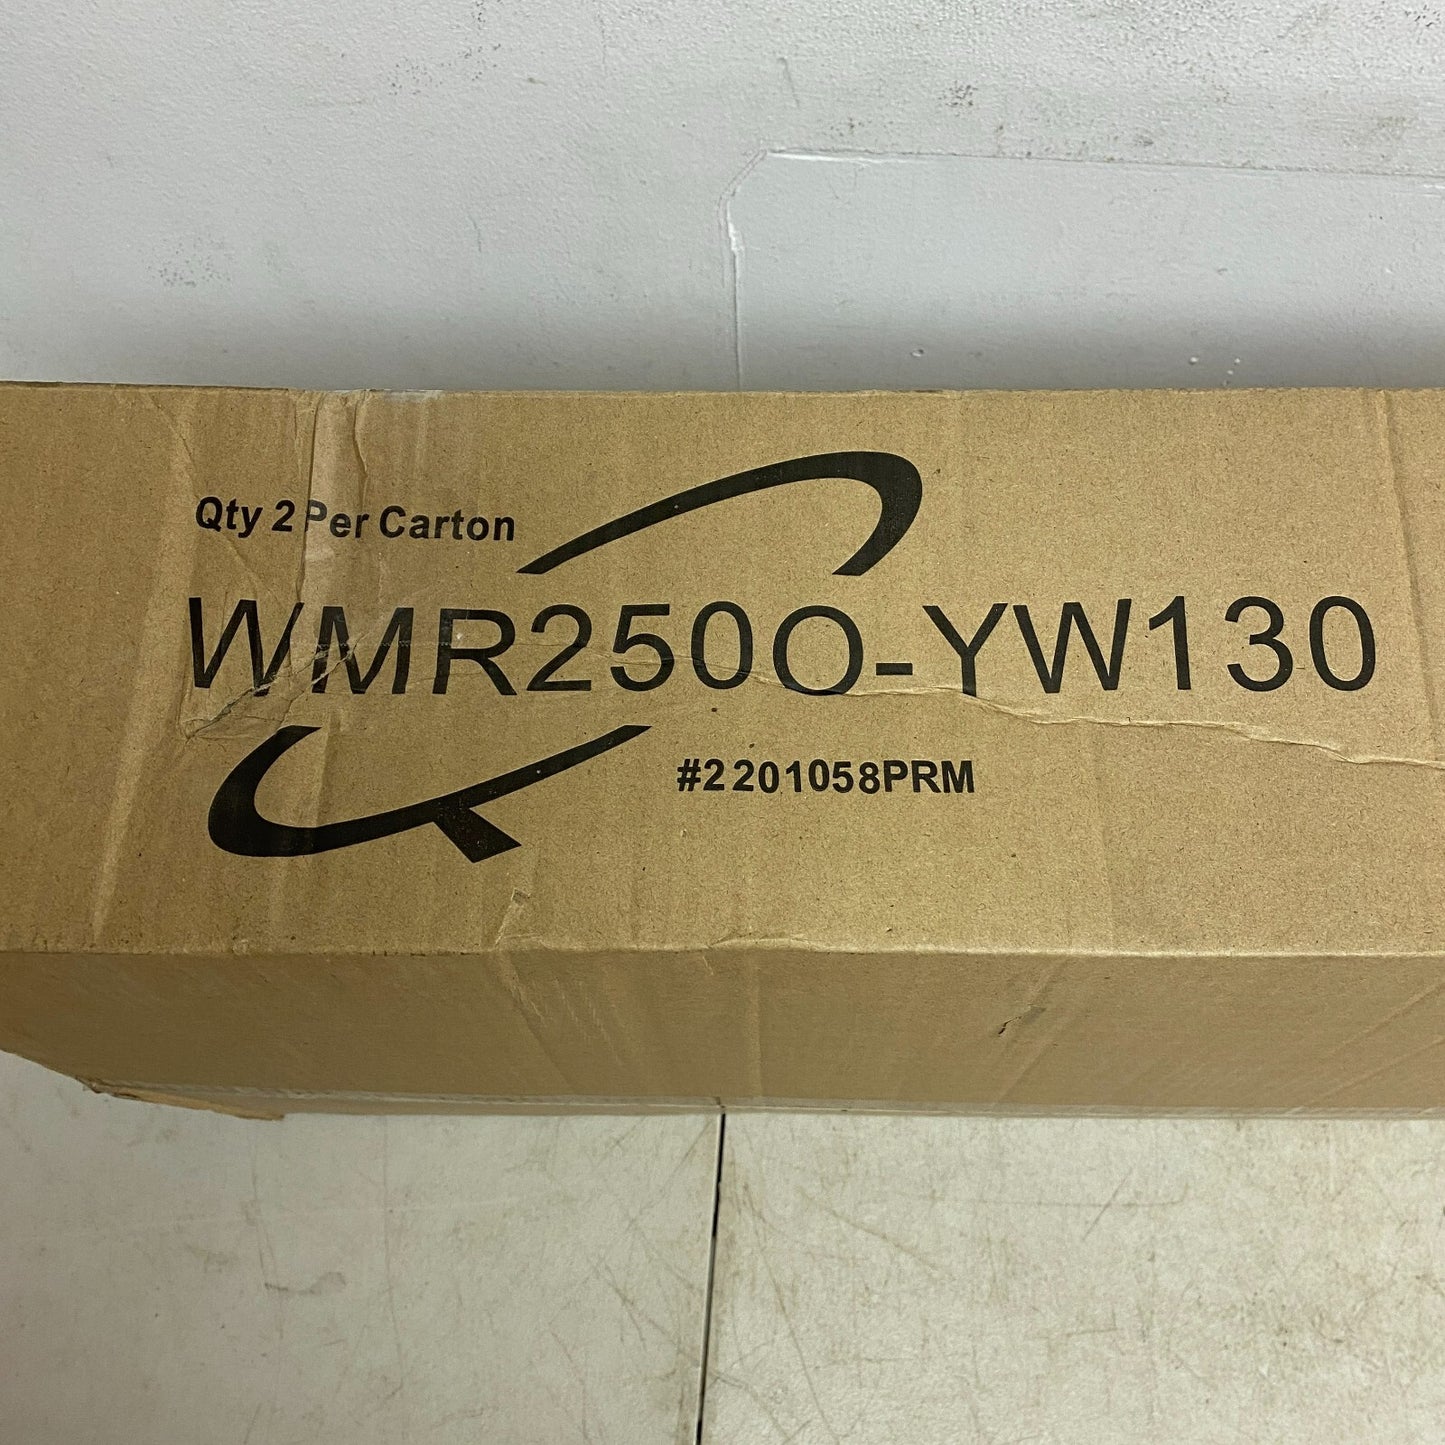 Qty 2 Per Carton
WMR250O-YW130
#2201058PRM